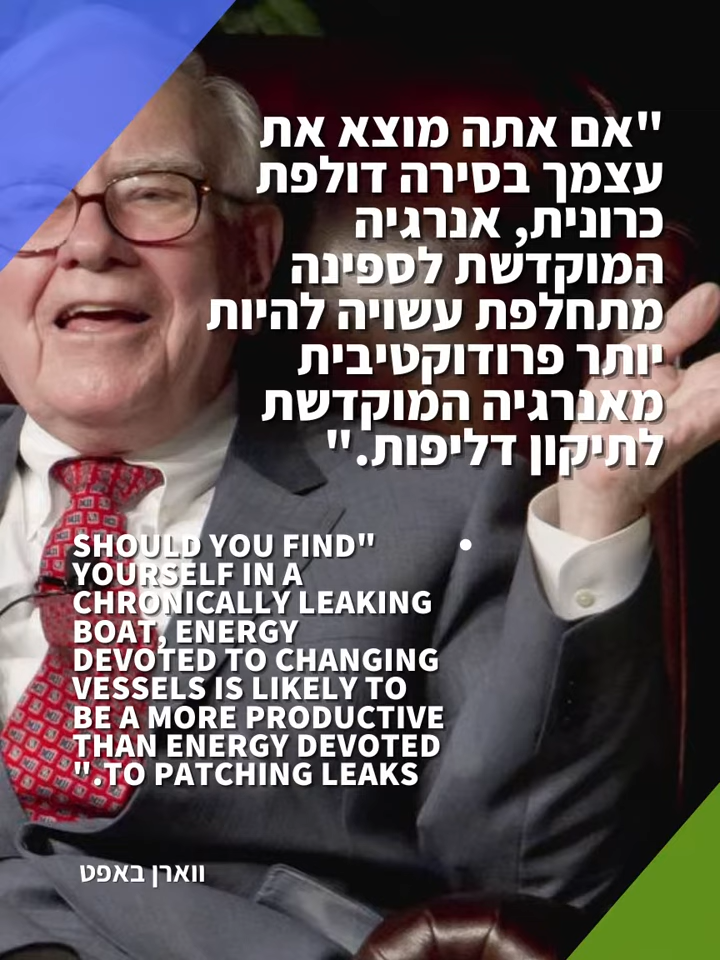 "אם אתה מוצא את
עצמך בסירה דולפת
כרונית, אנרגיה
המוקדשת לספינה
מתחלפת עשויה להיות
יותר פרודוקטיבית
מאנרגיה המוקדשת
לתיקון דליפות."
• SHOULD YOU FIND"
YOURSELF IN A
CHRONICALLY LEAKING
BOAT, ENERGY
DEVOTED TO CHANGING
VESSELS IS LIKELY TO
BE A MORE PRODUCTIVE
THAN ENERGY DEVOTED
".TO PATCHING LEAKS
ווארן באפט